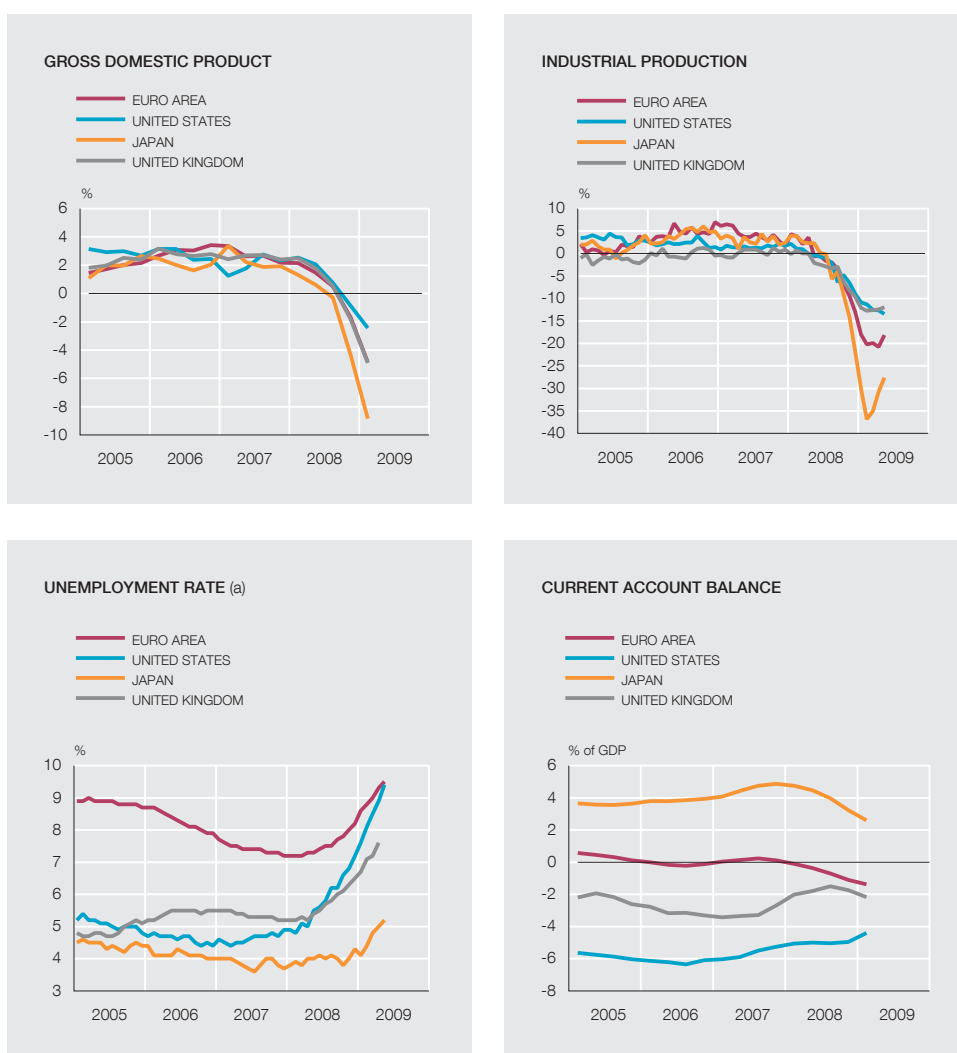 GROSS DOMESTIC PRODUCT
EURO AREA
UNITED STATES
JAPAN
UNITED KINGDOM
%
6
4
2
0
-2
-4
-6
-8
-10
2005 2006 2007 2008 2009
INDUSTRIAL PRODUCTION
EURO AREA
UNITED STATES
JAPAN
UNITED KINGDOM
%
10
5
0
-5
-10
-15
-20
-25
-30
-35
-40
2005 2006 2007 2008 2009
UNEMPLOYMENT RATE (a)
EURO AREA
UNITED STATES
JAPAN
UNITED KINGDOM
%
10
9
8
7
6
5
4
3
2005 2006 2007 2008 2009
CURRENT ACCOUNT BALANCE
EURO AREA
UNITED STATES
JAPAN
UNITED KINGDOM
% of GDP
6
4
2
0
-2
-4
-6
-8
2005 2006 2007 2008 2009